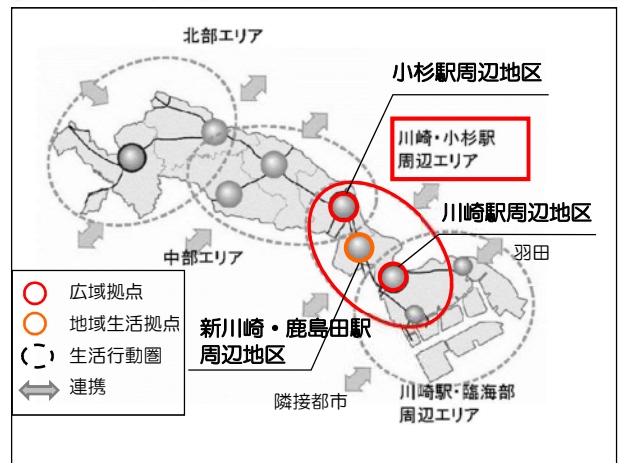 北部エリア
小杉駅周辺地区
川崎・小杉駅
周辺エリア
川崎駅周辺地区
羽田
中部エリア
広域拠点
地域生活拠点
生活行動圏
連携
新川崎・鹿島田駅
周辺地区
隣接都市
川崎駅・臨海部
周辺エリア